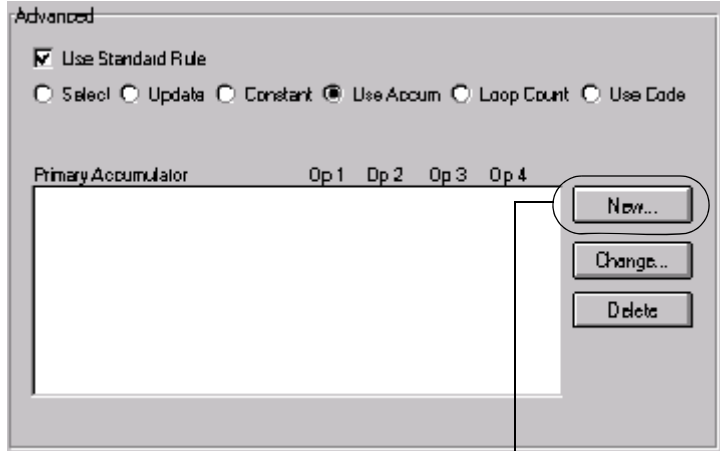 Advanced
Use Standard Rule
Select Update Constant Use Accum Loop Count Use Code
Primary Accumulator Op 1 Op 2 Op 3 Op 4
New...
Change...
Delete